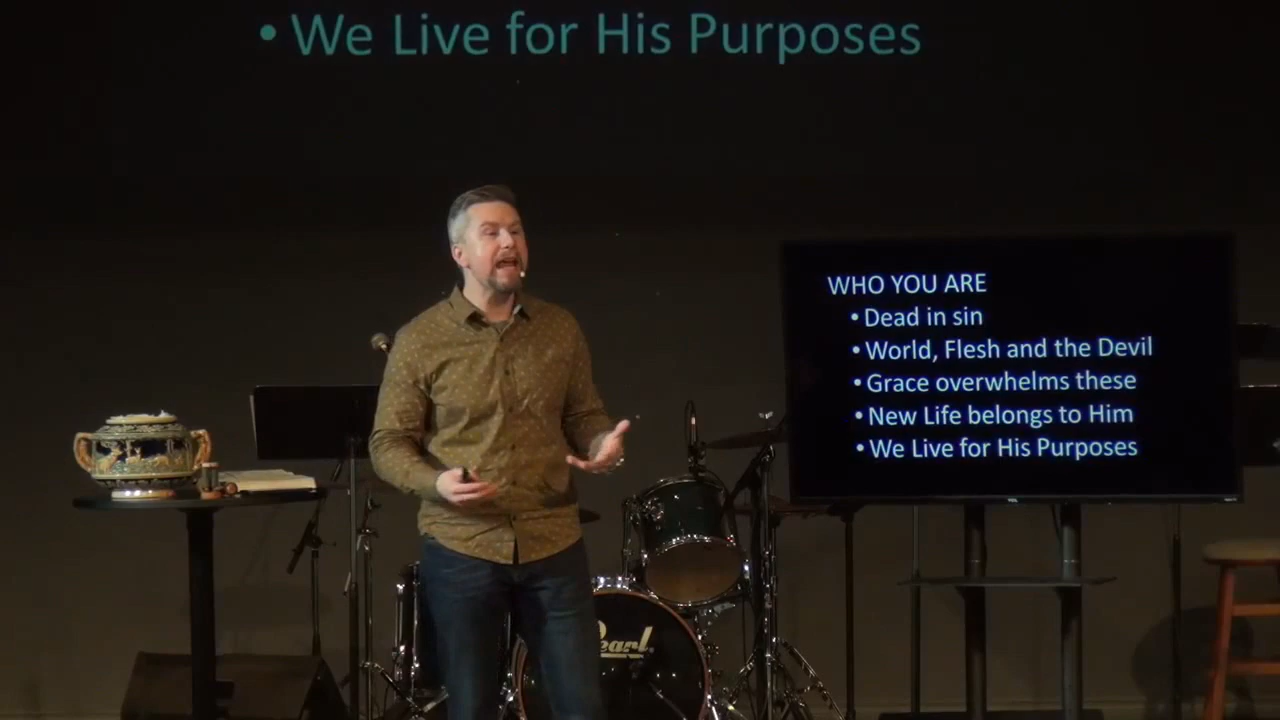 • We Live for His Purposes
WHO YOU ARE
• Dead in sin
• World, Flesh and the Devil
• Grace overwhelms these
• New Life belongs to Him
• We Live for His Purposes
Pearl